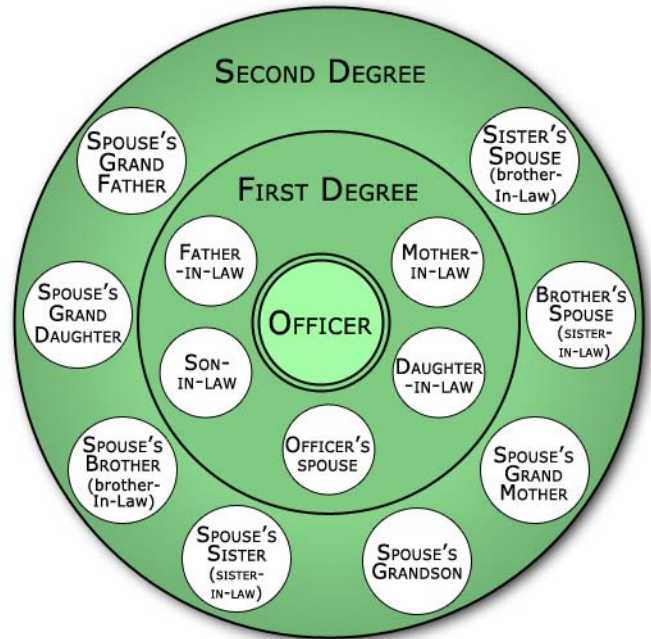 SECOND DEGREE
SPOUSE'S
GRAND
FATHER
SISTER'S
SPOUSE
(brother-
In-Law)
FIRST DEGREE
FATHER
-IN-LAW
MOTHER-
IN-LAW
SPOUSE'S
GRAND
DAUGHTER
OFFICER
BROTHER'S
SPOUSE
(SISTER-
IN-LAW)
SON-
IN-LAW
DAUGHTER
-IN-LAW
OFFICER'S
SPOUSE
SPOUSE'S
BROTHER
(brother-
In-Law)
SPOUSE'S
GRAND
MOTHER
SPOUSE'S
SISTER
(SISTER-
IN-LAW)
SPOUSE'S
GRANDSON